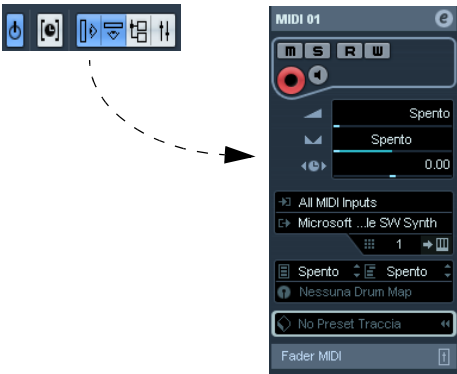 MIDI 01 e
M S R W
Spento
Spento
0.00
All MIDI Inputs
Microsoft ...le SW Synth
1
Spento Spento
Nessuna Drum Map
No Preset Traccia
Fader MIDI